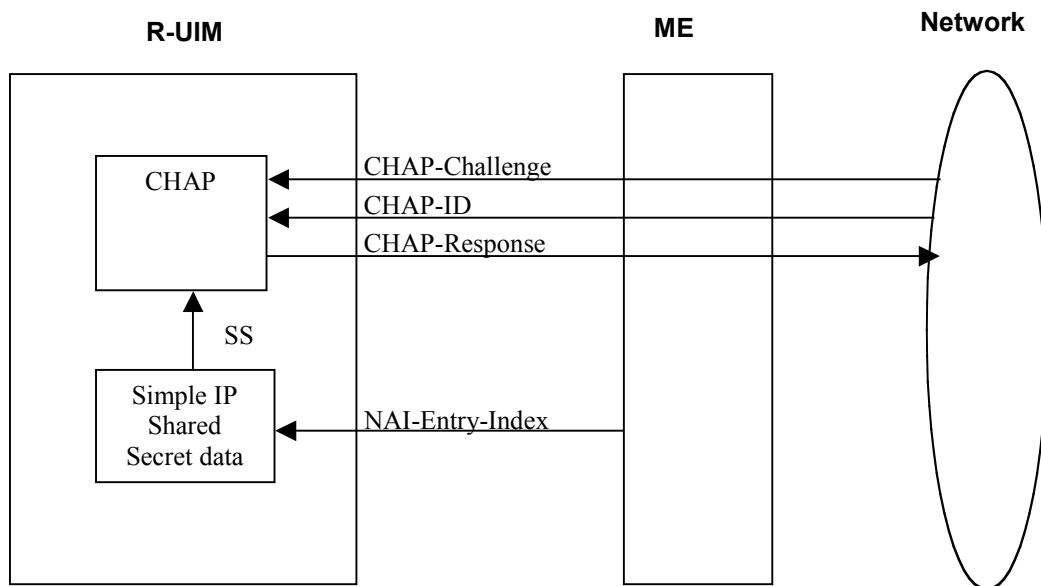 R-UIM
ME
Network
CHAP
CHAP-Challenge
CHAP-ID
CHAP-Response
SS
Simple IP
Shared
Secret data
NAI-Entry-Index